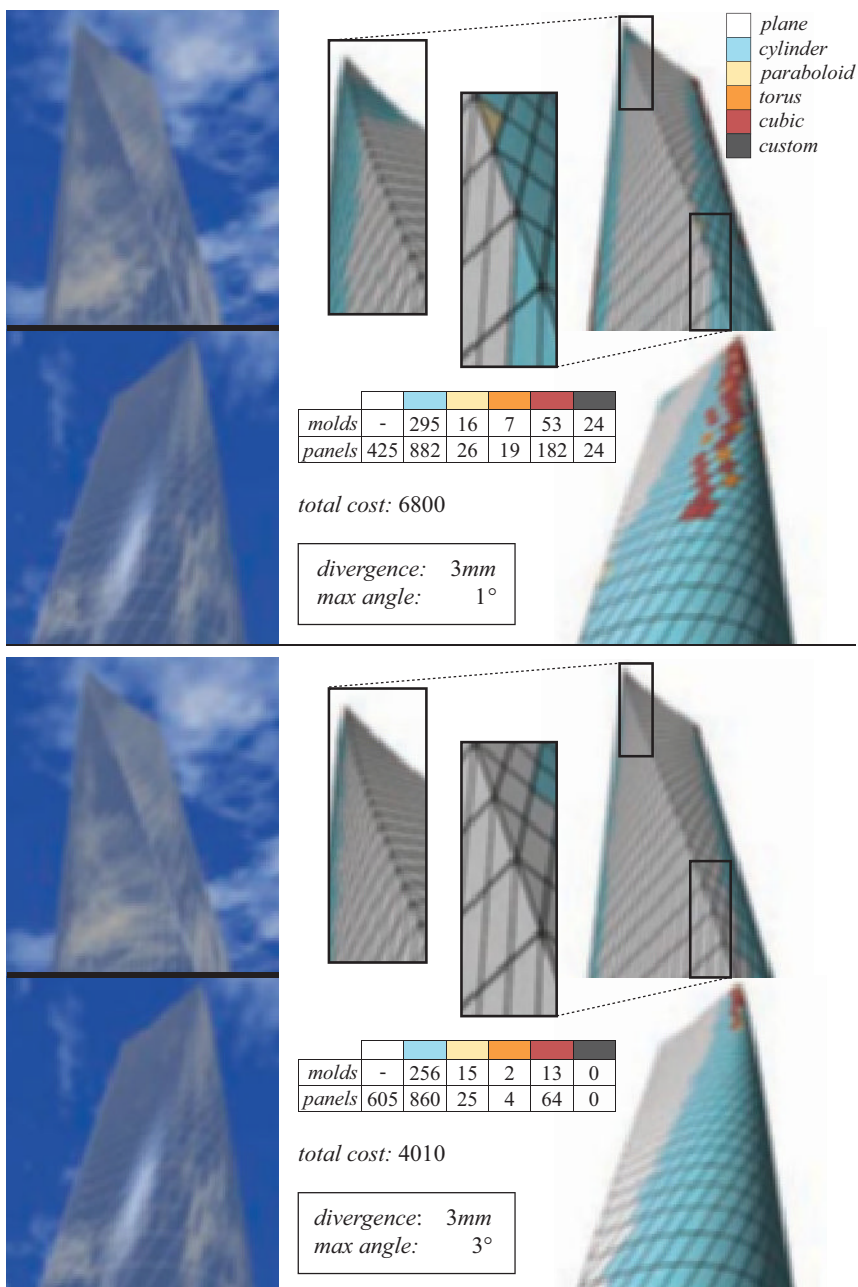 plane
cylinder
paraboloid
torus
cubic
custom
molds - 295 16 7 53 24
panels 425 882 26 19 182 24
total cost: 6800
divergence: 3mm
max angle: 1°
molds - 256 15 2 13 0
panels 605 860 25 4 64 0
total cost: 4010
divergence: 3mm
max angle: 3°